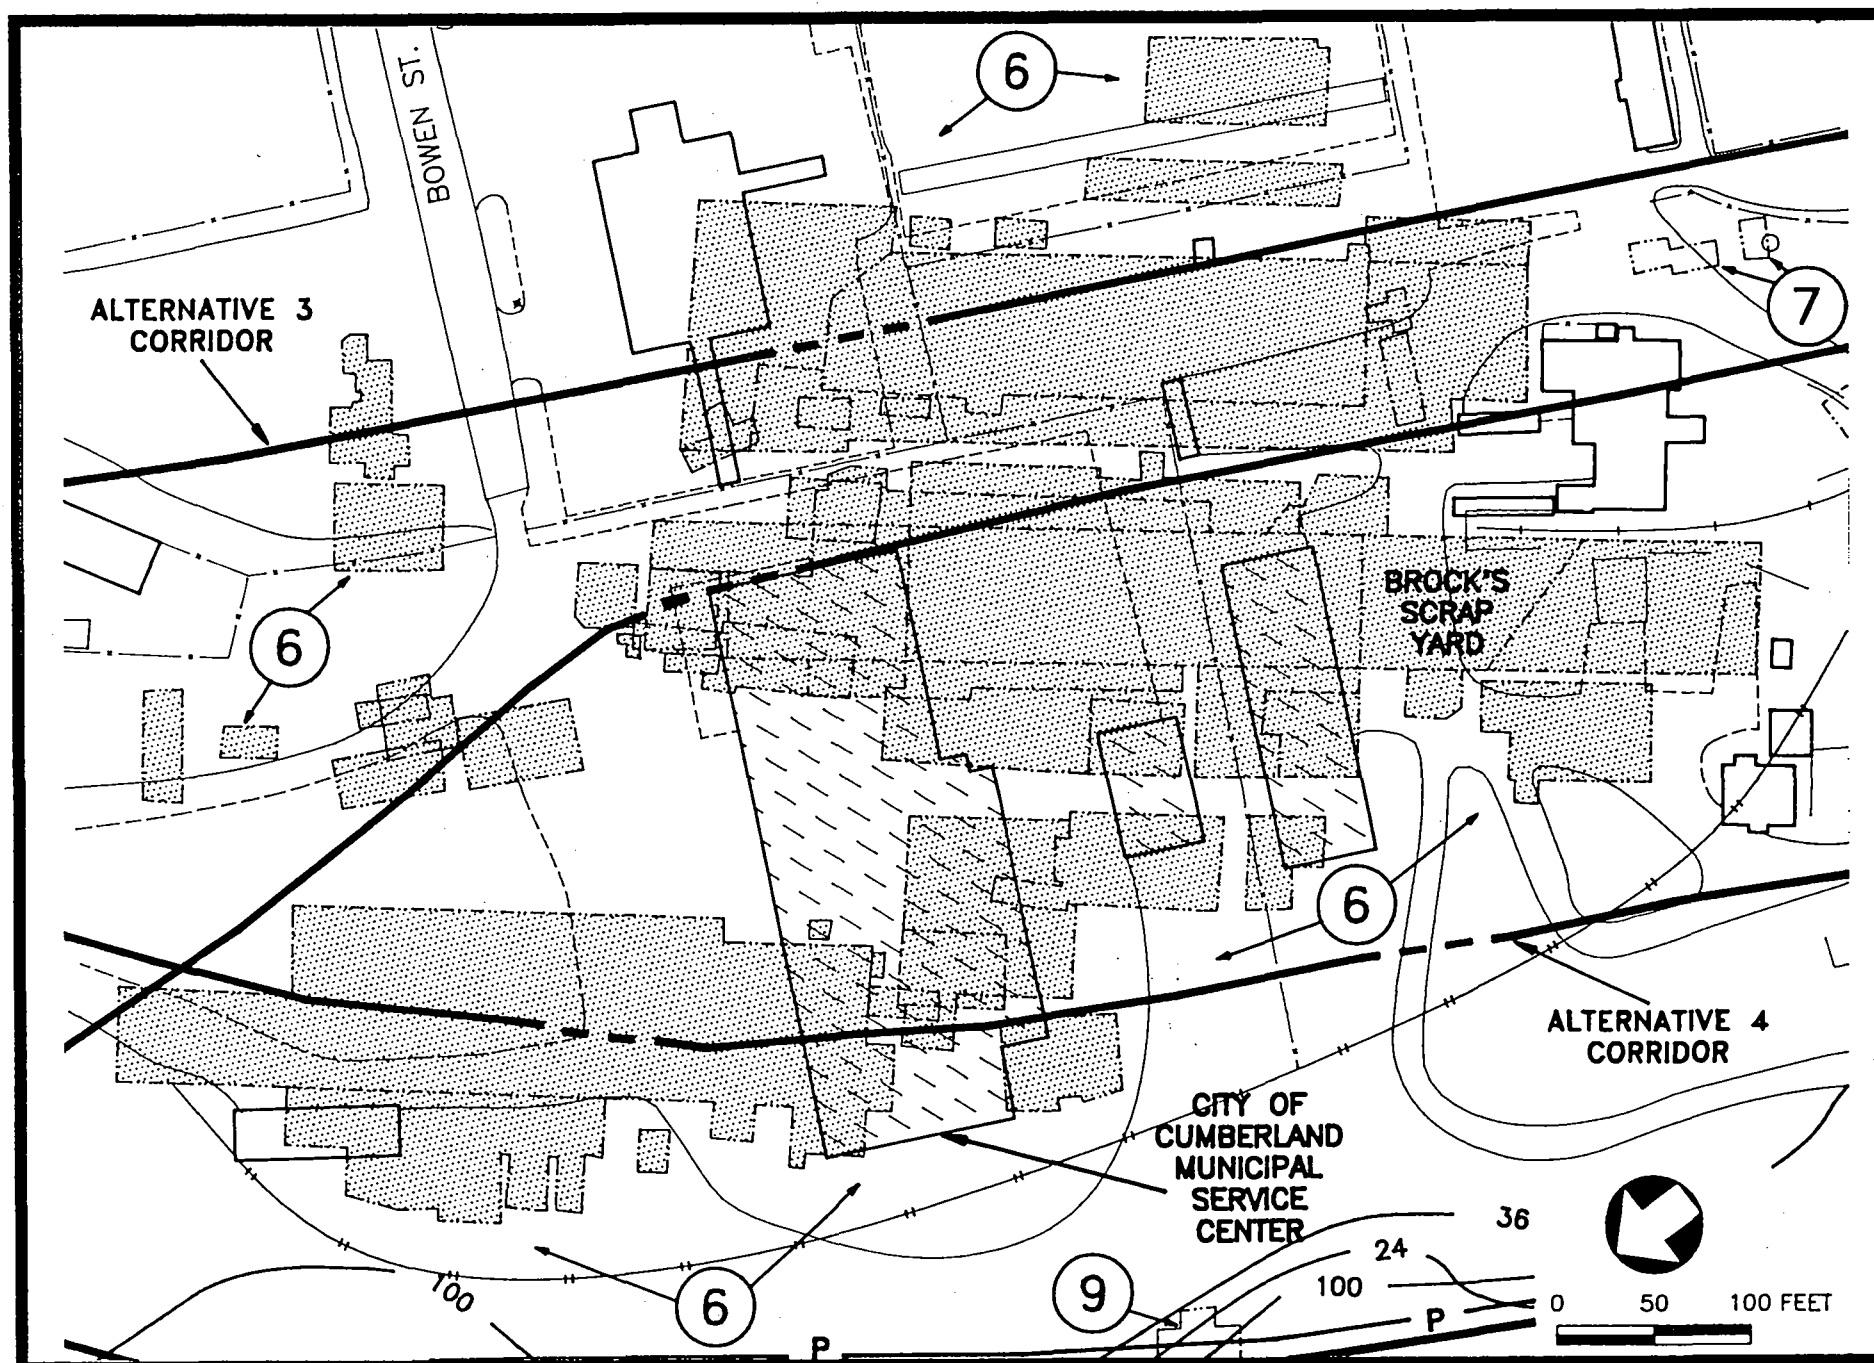 6
BOWEN ST.
7
ALTERNATIVE 3
CORRIDOR
BROCK'S
SCRAP
YARD
6
6
ALTERNATIVE 4
CORRIDOR
CITY OF
CUMBERLAND
MUNICIPAL
SERVICE
CENTER
36
24
100
100
6
9
0 50 100 FEET
P
P